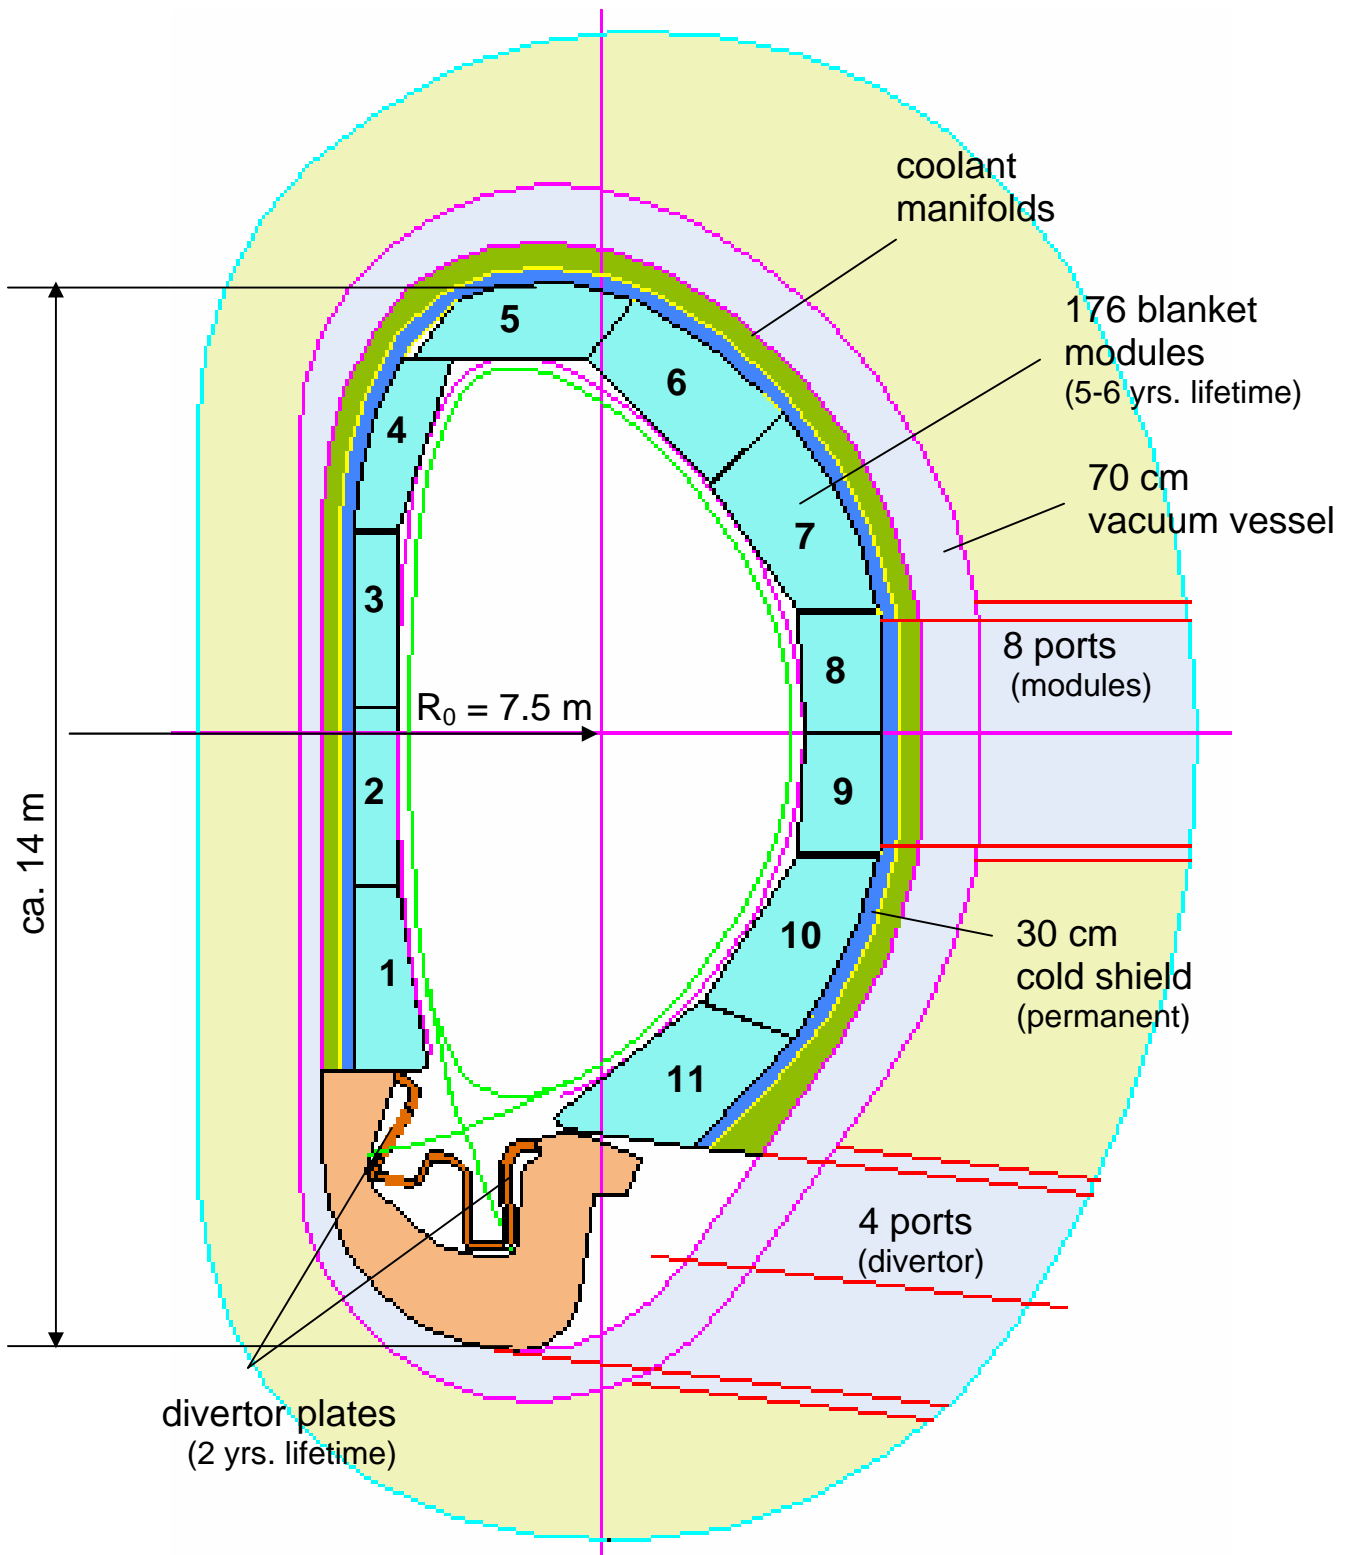 coolant
manifolds
176 blanket
modules
(5-6 yrs. lifetime)
70 cm
vacuum vessel
8 ports
(modules)
R₀ = 7.5 m
ca. 14 m
30 cm
cold shield
(permanent)
4 ports
(divertor)
divertor plates
(2 yrs. lifetime)
5
6
4
7
3
8
2
9
10
1
11